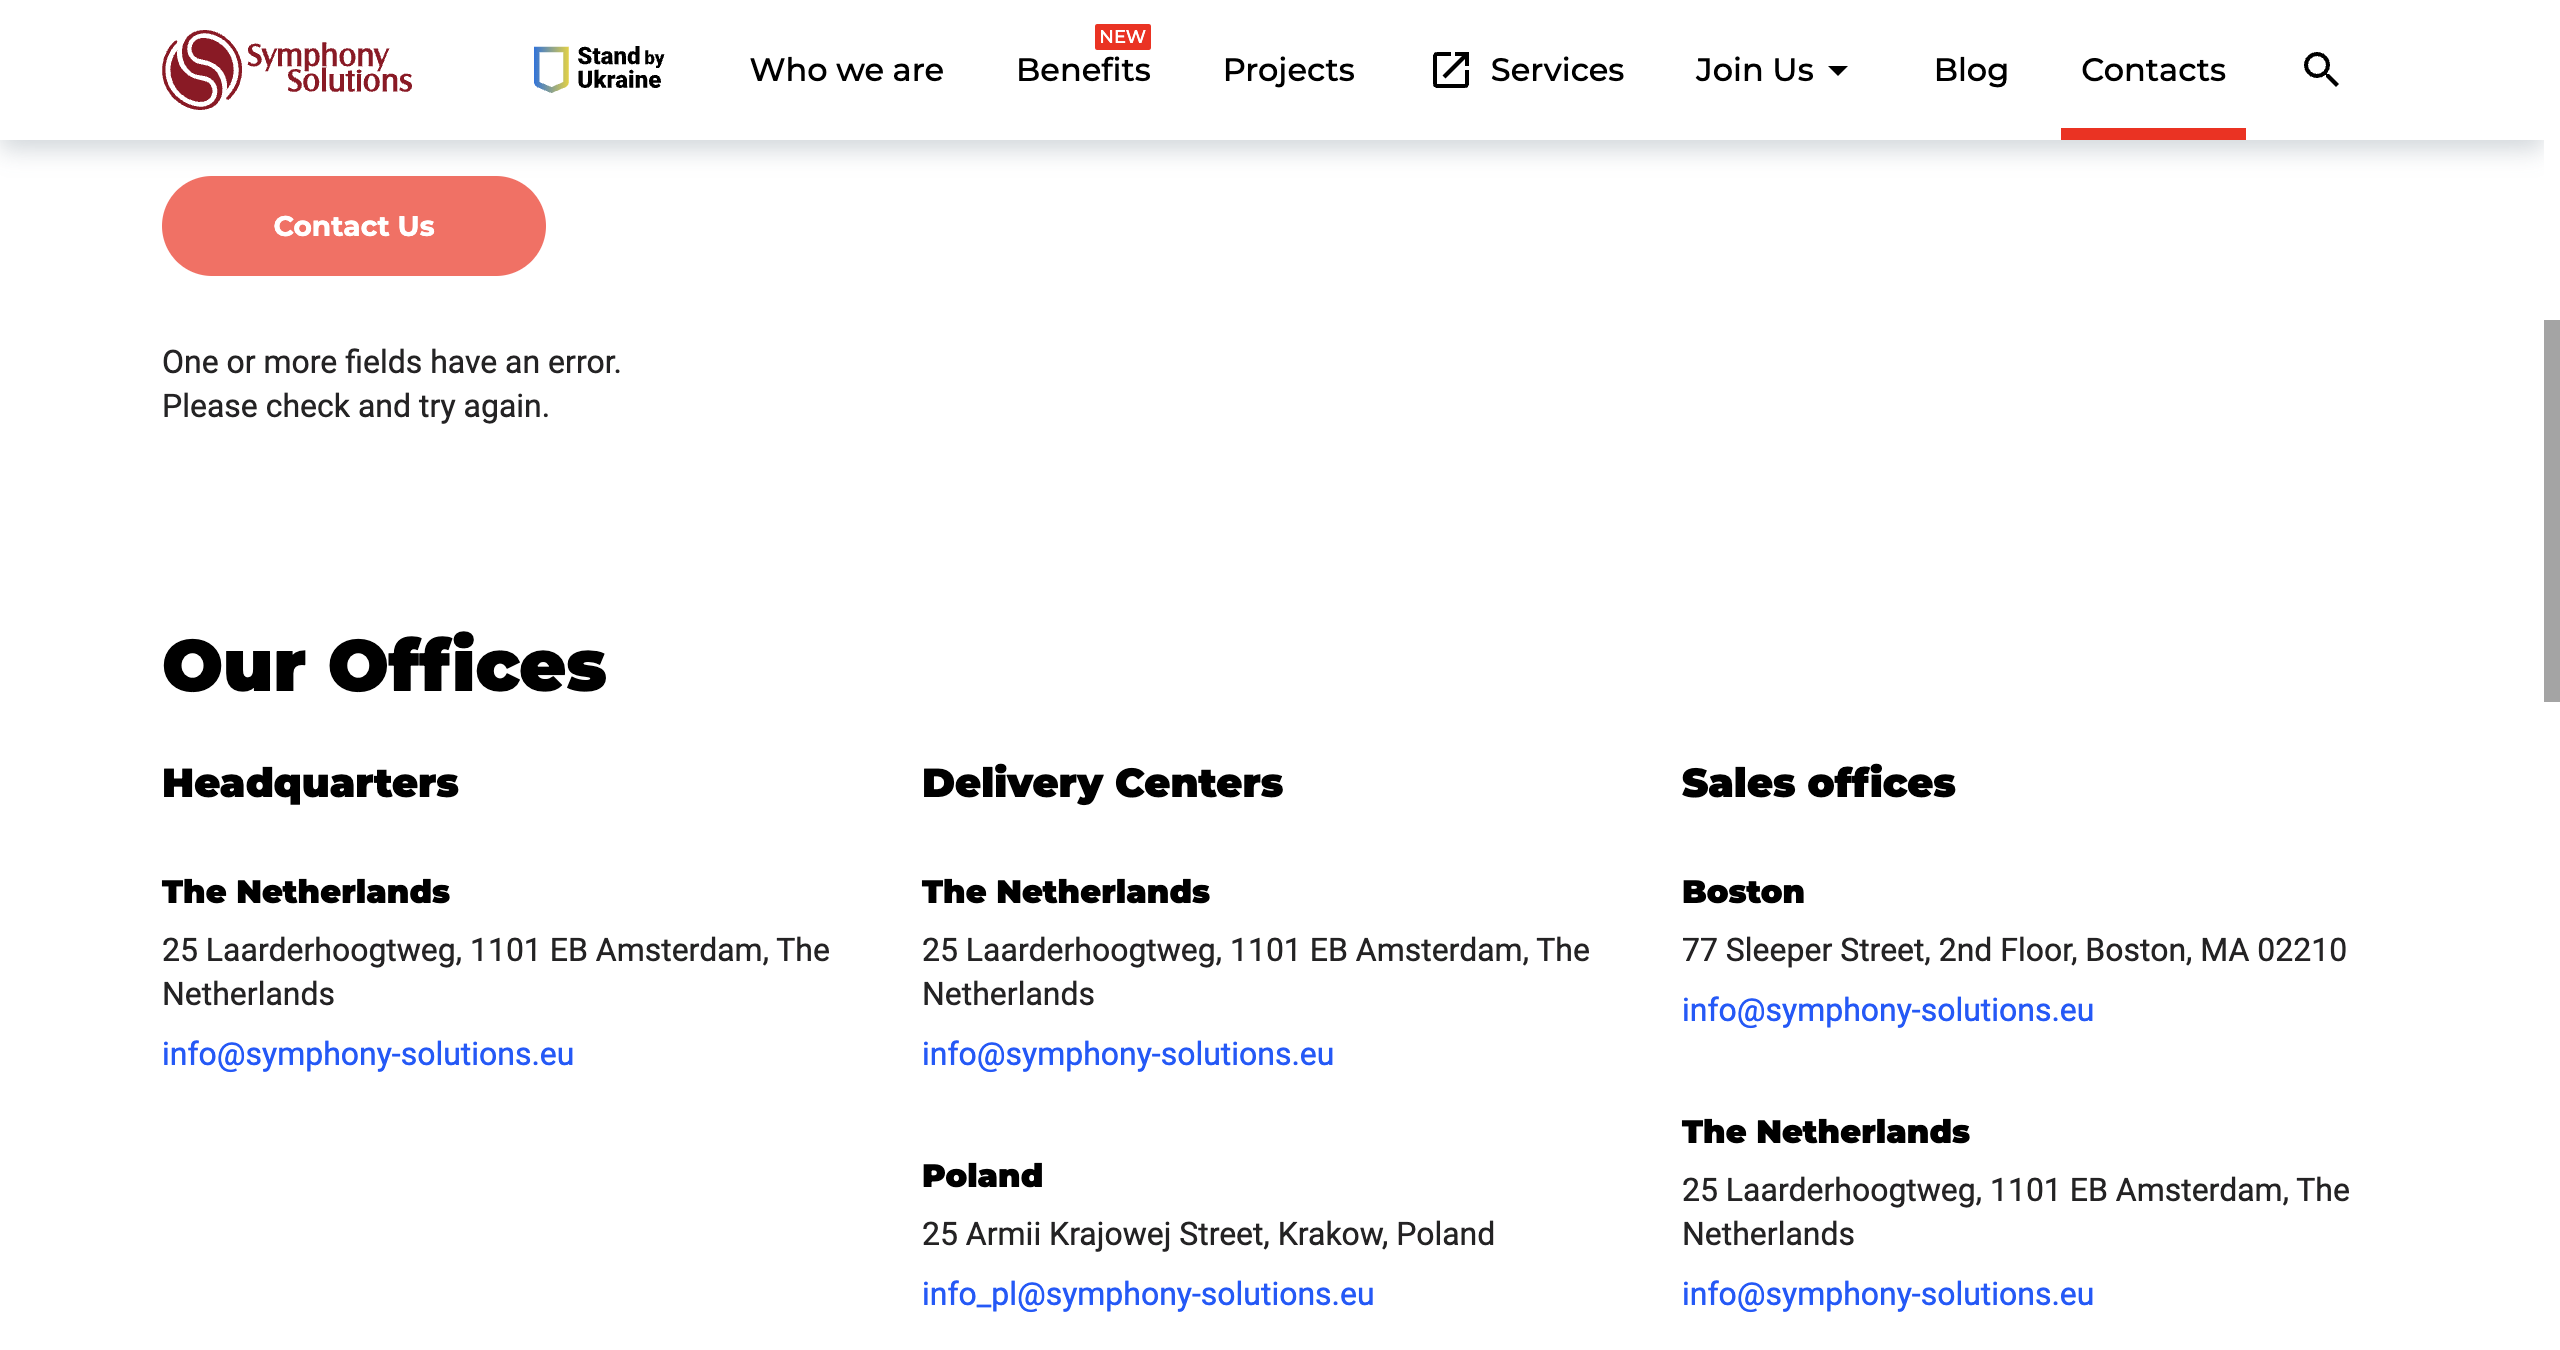 Symphony
Solutions
Stand by
Ukraine
Who we are
NEW
Benefits
Projects
Services
Join Us
Blog
Contacts
Contact Us
One or more fields have an error.
Please check and try again.
Our Offices
Headquarters
The Netherlands
25 Laarderhoogtweg, 1101 EB Amsterdam, The
Netherlands
info@symphony-solutions.eu
Delivery Centers
The Netherlands
25 Laarderhoogtweg, 1101 EB Amsterdam, The
Netherlands
info@symphony-solutions.eu
Poland
25 Armii Krajowej Street, Krakow, Poland
info_pl@symphony-solutions.eu
Sales offices
Boston
77 Sleeper Street, 2nd Floor, Boston, MA 02210
info@symphony-solutions.eu
The Netherlands
25 Laarderhoogtweg, 1101 EB Amsterdam, The
Netherlands
info@symphony-solutions.eu